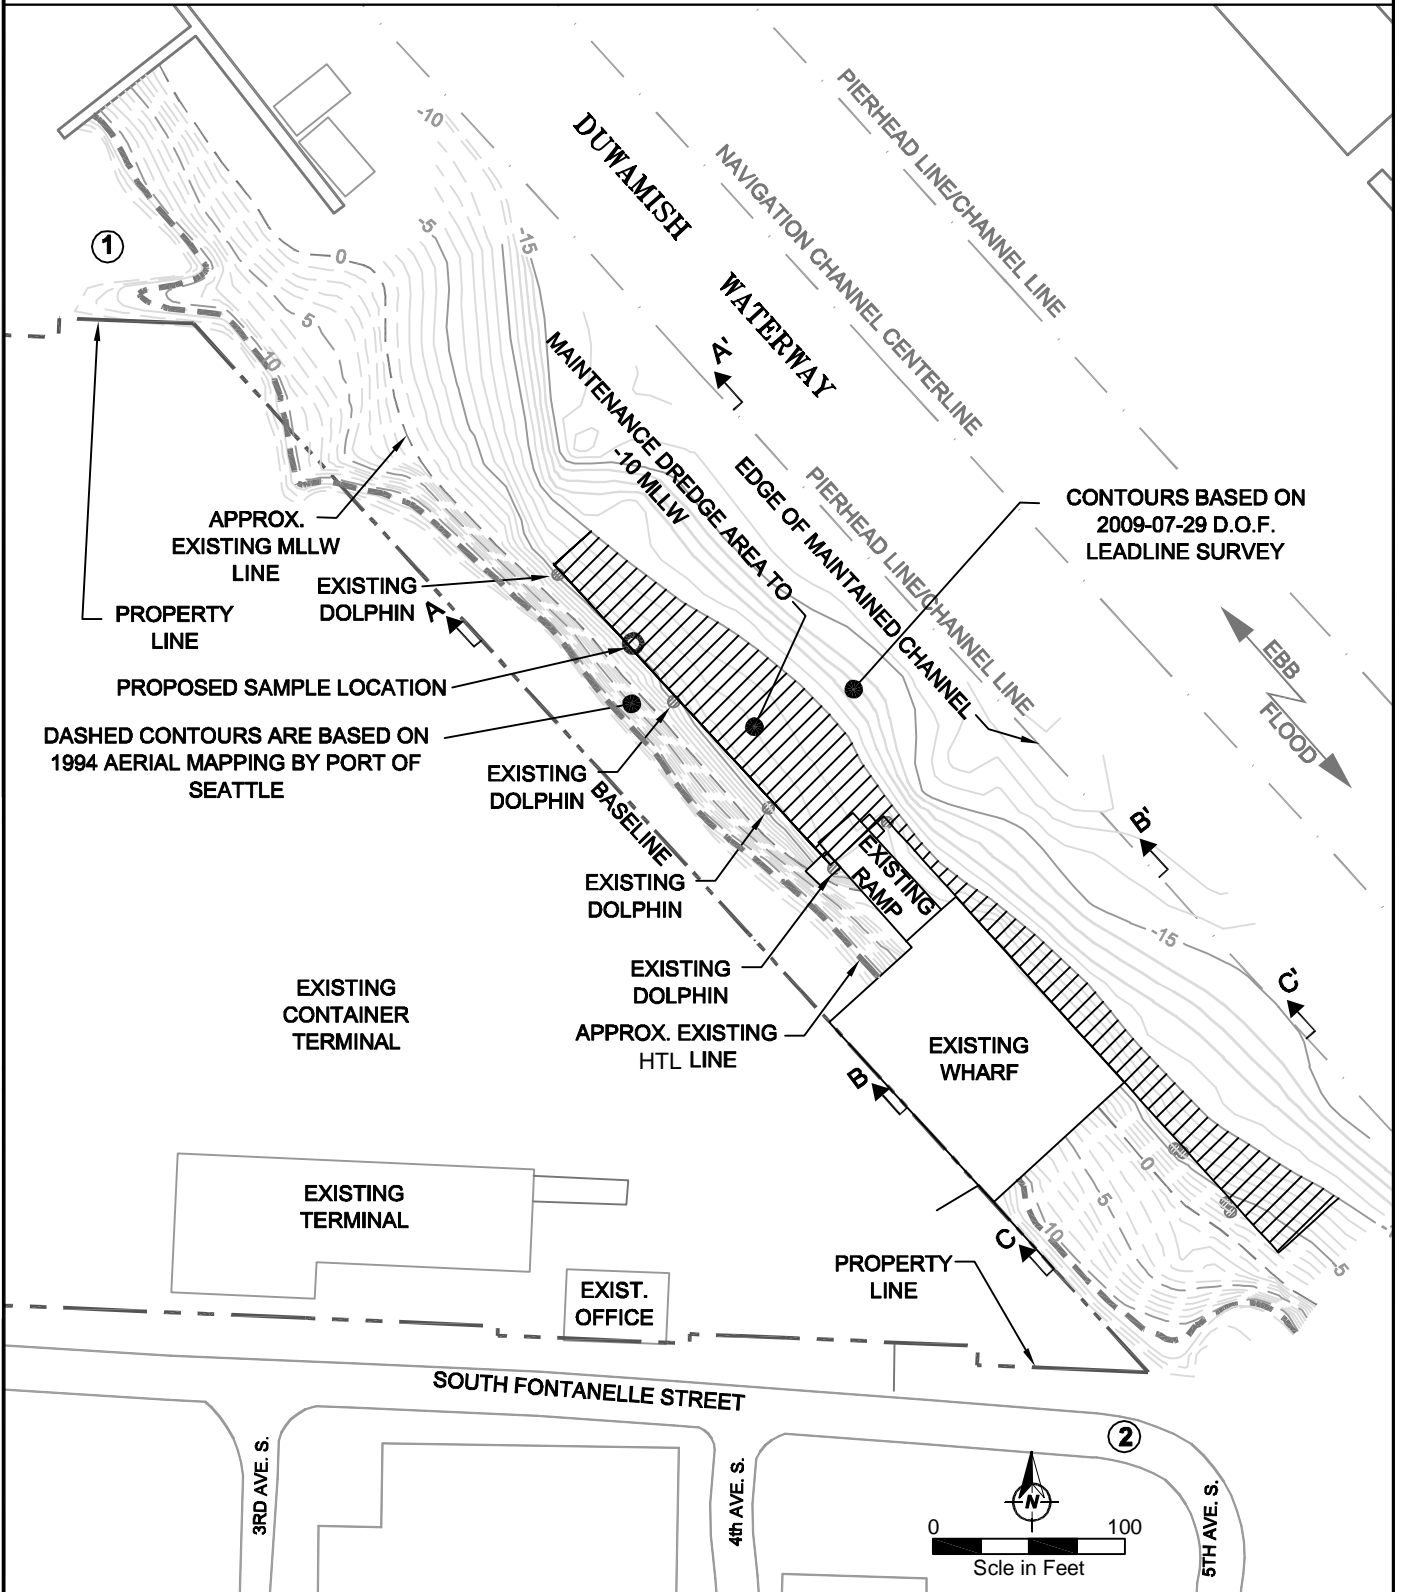 -10
PIERHEAD LINE/CHANNEL LINE
DUWAMISH
WATERWAY
NAVIGATION CHANNEL CENTERLINE
-5
-15
1
0
5
10
MAINTENANCE DREDGE AREA TO
-10 MLLW
A'
EDGE OF MAINTAINED CHANNEL
PIERHEAD LINE/CHANNEL LINE
CONTOURS BASED ON
2009-07-29 D.O.F.
LEADLINE SURVEY
APPROX.
EXISTING MLLW
LINE
EXISTING
DOLPHIN
A
PROPERTY
LINE
PROPOSED SAMPLE LOCATION
DASHED CONTOURS ARE BASED ON
1994 AERIAL MAPPING BY PORT OF
SEATTLE
EBB
FLOOD
EXISTING
DOLPHIN
BASELINE
B'
EXISTING
RAMP
EXISTING
DOLPHIN
-15
EXISTING
DOLPHIN
C'
EXISTING
CONTAINER
TERMINAL
APPROX. EXISTING
HTL LINE
EXISTING
WHARF
B
0
5
10
-5
EXISTING
TERMINAL
C
PROPERTY
LINE
EXIST.
OFFICE
SOUTH FONTANELLE STREET
2
3RD AVE. S.
4th AVE. S.
5TH AVE. S.
N
0 100
Scle in Feet